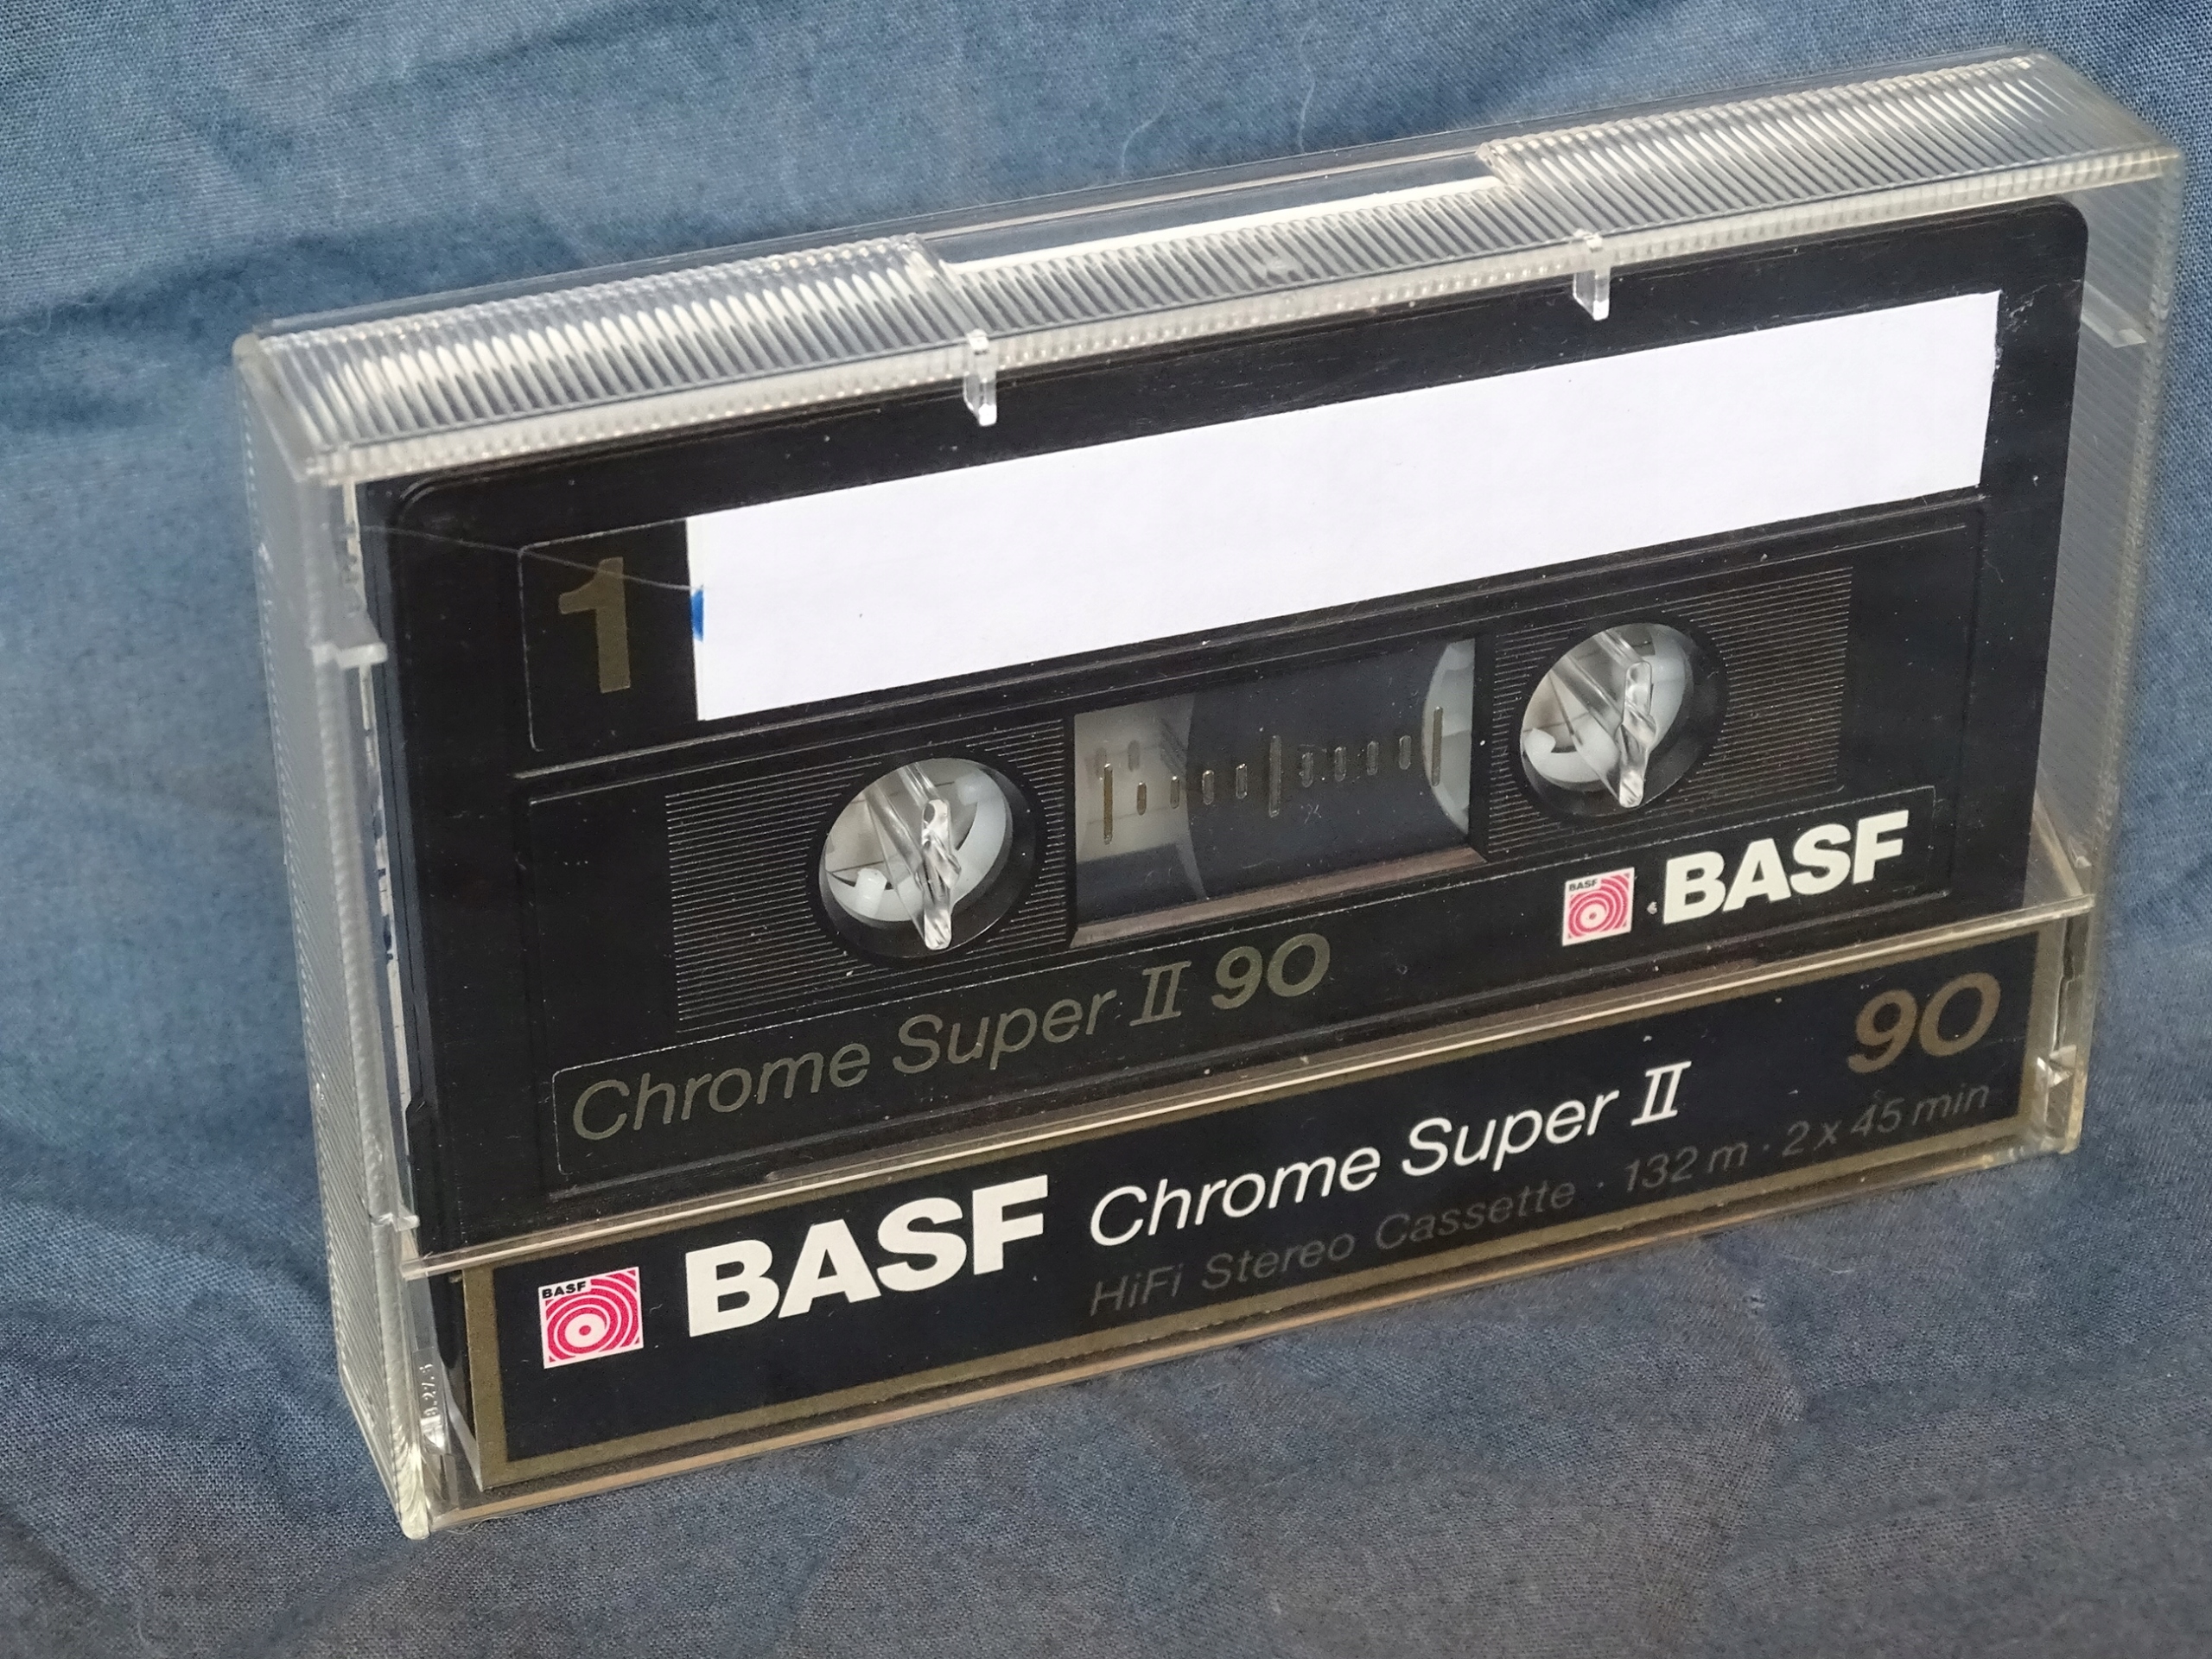 1
BASF
BASF
Chrome Super II 90
90
BASF
BASF
Chrome Super II
HiFi Stereo Cassette · 132 m · 2 x 45 min